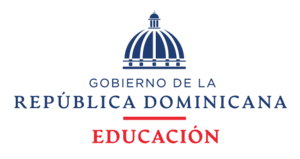 GOBIERNO DE LA
REPÚBLICA DOMINICANA
EDUCACIÓN